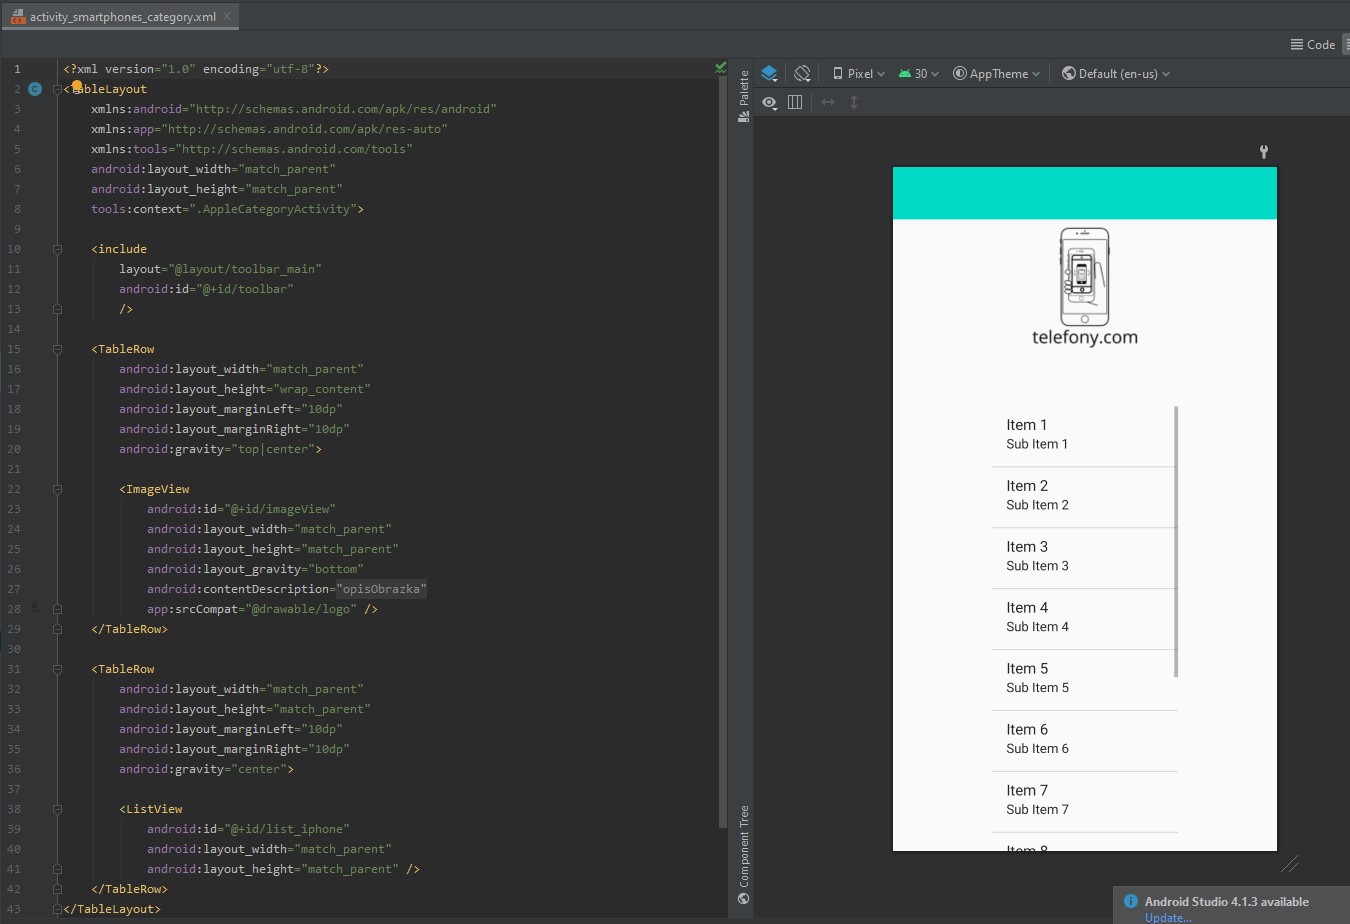 activity_smartphones_category.xml
Code
1 <?xml version="1.0" encoding="utf-8"?>
2 <TableLayout
3 xmlns:android="http://schemas.android.com/apk/res/android"
4 xmlns:app="http://schemas.android.com/apk/res-auto"
5 xmlns:tools="http://schemas.android.com/tools"
6 android:layout_width="match_parent"
7 android:layout_height="match_parent"
8 tools:context=".AppleCategoryActivity">
9
10 <include
11 layout="@layout/toolbar_main"
12 android:id="@+id/toolbar"
13 />
14
15 <TableRow
16 android:layout_width="match_parent"
17 android:layout_height="wrap_content"
18 android:layout_marginLeft="10dp"
19 android:layout_marginRight="10dp"
20 android:gravity="top|center">
21
22 <ImageView
23 android:id="@+id/imageView"
24 android:layout_width="match_parent"
25 android:layout_height="match_parent"
26 android:layout_gravity="bottom"
27 android:contentDescription="opisObrazka"
28 app:srcCompat="@drawable/logo" />
29 </TableRow>
30
31 <TableRow
32 android:layout_width="match_parent"
33 android:layout_height="match_parent"
34 android:layout_marginLeft="10dp"
35 android:layout_marginRight="10dp"
36 android:gravity="center">
37
38 <ListView
39 android:id="@+id/list_iphone"
40 android:layout_width="match_parent"
41 android:layout_height="match_parent" />
42 </TableRow>
43 </TableLayout>
Palette
Component Tree
Pixel 30 AppTheme Default (en-us)
telefony.com
Item 1
Sub Item 1
Item 2
Sub Item 2
Item 3
Sub Item 3
Item 4
Sub Item 4
Item 5
Sub Item 5
Item 6
Sub Item 6
Item 7
Sub Item 7
Item 8
Android Studio 4.1.3 available
Update...